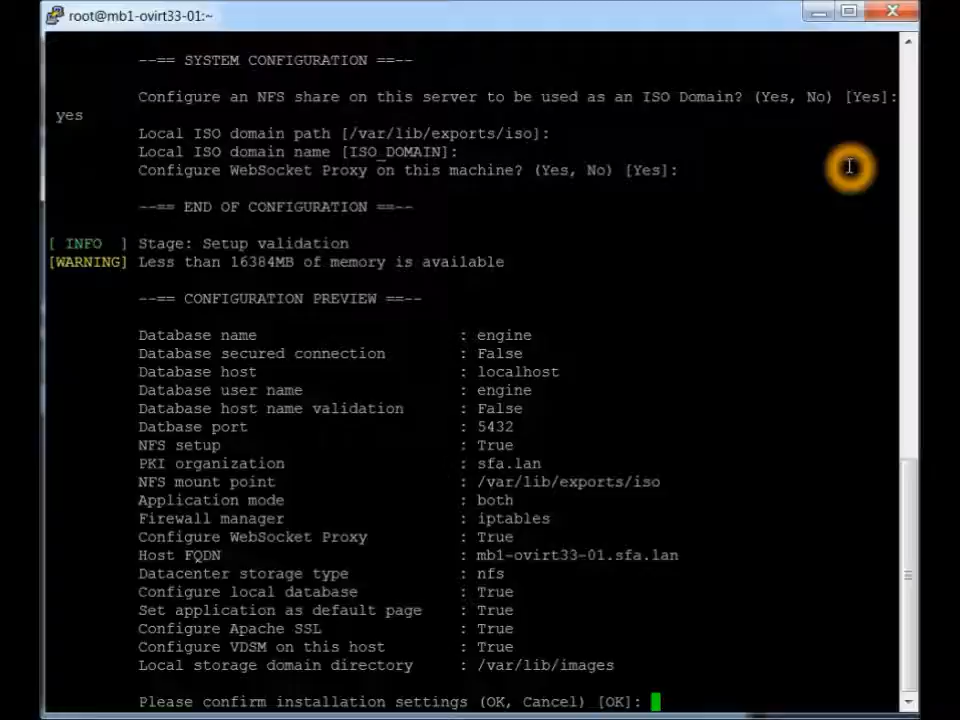 root@mb1-ovirt33-01:~
--== SYSTEM CONFIGURATION ==--
Configure an NFS share on this server to be used as an ISO Domain? (Yes, No) [Yes]:
yes
Local ISO domain path [/var/lib/exports/iso]:
Local ISO domain name [ISO_DOMAIN]:
Configure WebSocket Proxy on this machine? (Yes, No) [Yes]:
--== END OF CONFIGURATION ==--
[ INFO  ] Stage: Setup validation
[WARNING] Less than 16384MB of memory is available
--== CONFIGURATION PREVIEW ==--
Database name                      : engine
Database secured connection        : False
Database host                      : localhost
Database user name                 : engine
Database host name validation      : False
Datbase port                       : 5432
NFS setup                          : True
PKI organization                   : sfa.lan
NFS mount point                    : /var/lib/exports/iso
Application mode                   : both
Firewall manager                   : iptables
Configure WebSocket Proxy          : True
Host FQDN                          : mb1-ovirt33-01.sfa.lan
Datacenter storage type            : nfs
Configure local database           : True
Set application as default page    : True
Configure Apache SSL               : True
Configure VDSM on this host        : True
Local storage domain directory     : /var/lib/images
Please confirm installation settings (OK, Cancel) [OK]: